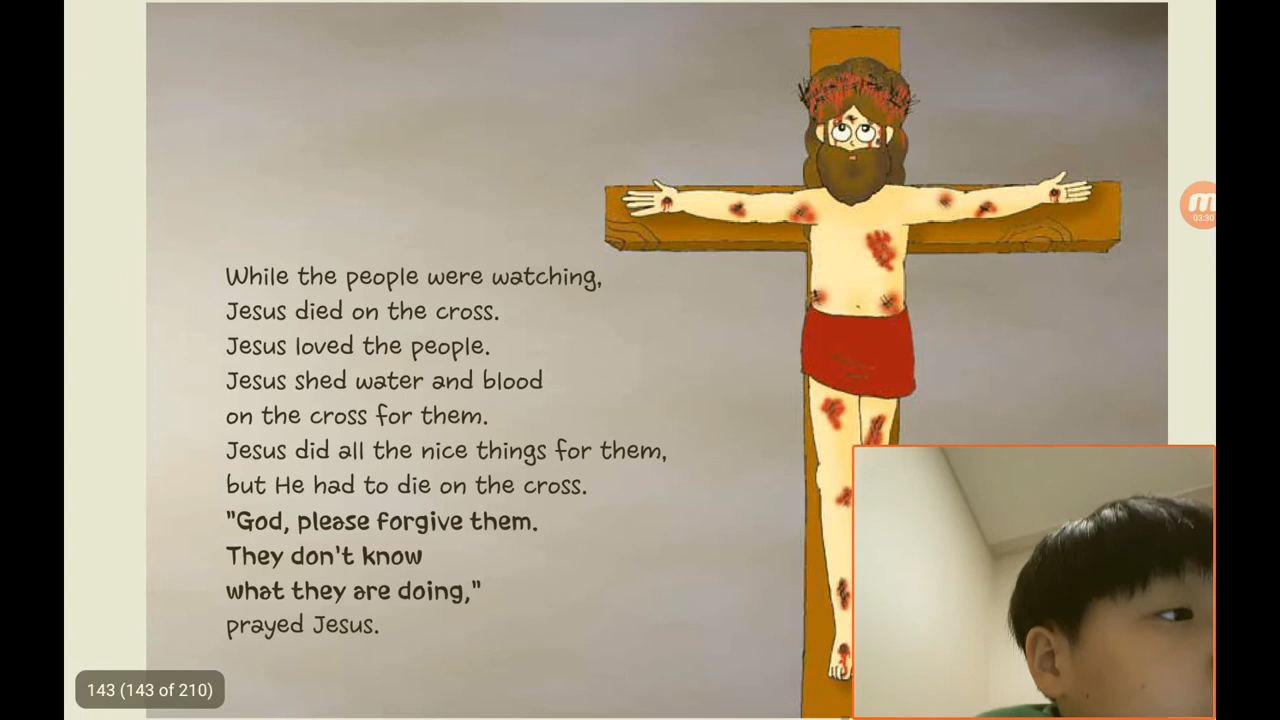 While the people were watching,
Jesus died on the cross.
Jesus loved the people.
Jesus shed water and blood
on the cross for them.
Jesus did all the nice things for them,
but He had to die on the cross.
"God, please forgive them.
They don't know
what they are doing,"
prayed Jesus.
03:30
143 (143 of 210)